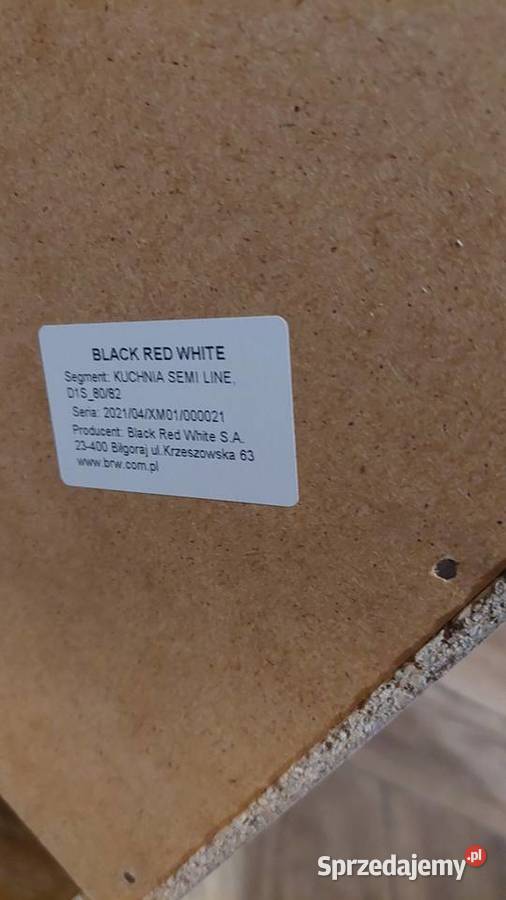 BLACK RED WHITE
Segment: KUCHNIA SEMI LINE,
D1S_80/82
Seria: 2021/04/XM01/000021
Producent: Black Red White S.A.
23-400 Biłgoraj ul.Krzeszowska 63
www.brw.com.pl
Sprzedajemy.pl